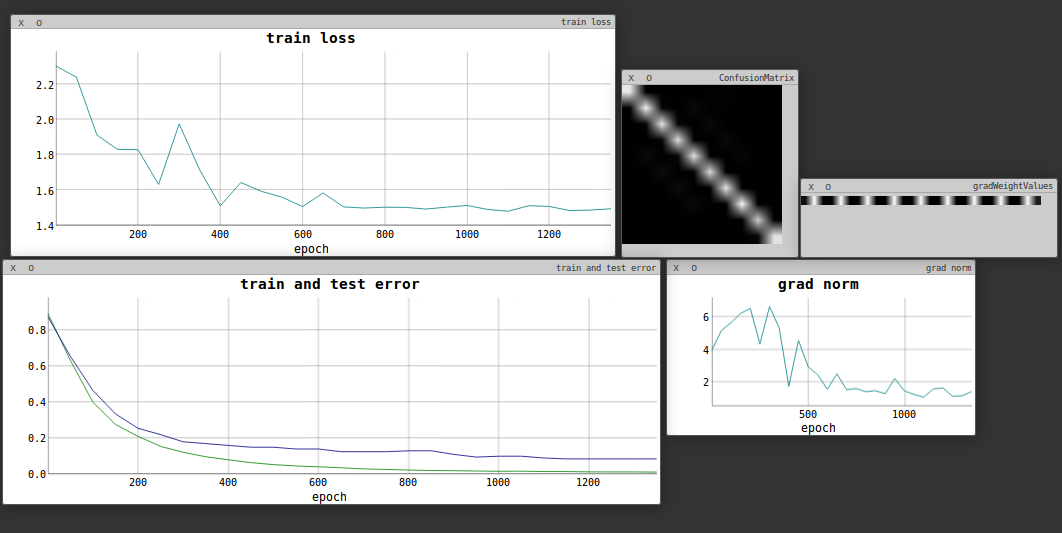 x o train loss
train loss
2.2
2.0
1.8
1.6
1.4
200 400 600 800 1000 1200
epoch
x o ConfusionMatrix
x o gradWeightValues
x o train and test error
train and test error
0.8
0.6
0.4
0.2
0.0
200 400 600 800 1000 1200
epoch
x o grad norm
grad norm
6
4
2
500 1000
epoch